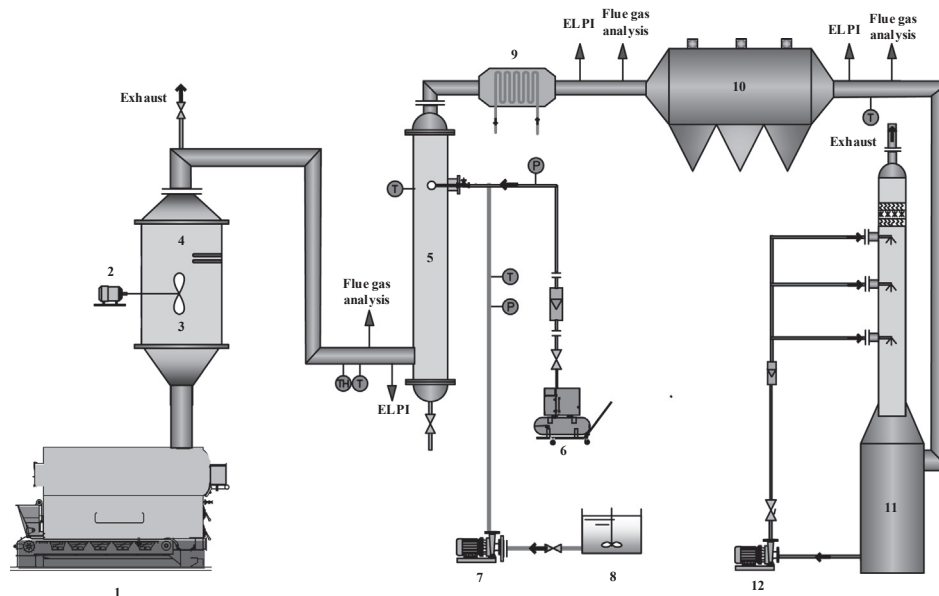 ELPI
Flue gas
analysis
ELPI
Flue gas
analysis
9
10
Exhaust
T
Exhaust
P
T
4
5
2
3
Flue gas
analysis
T
P
TH
T
ELPI
6
11
7
8
12
1